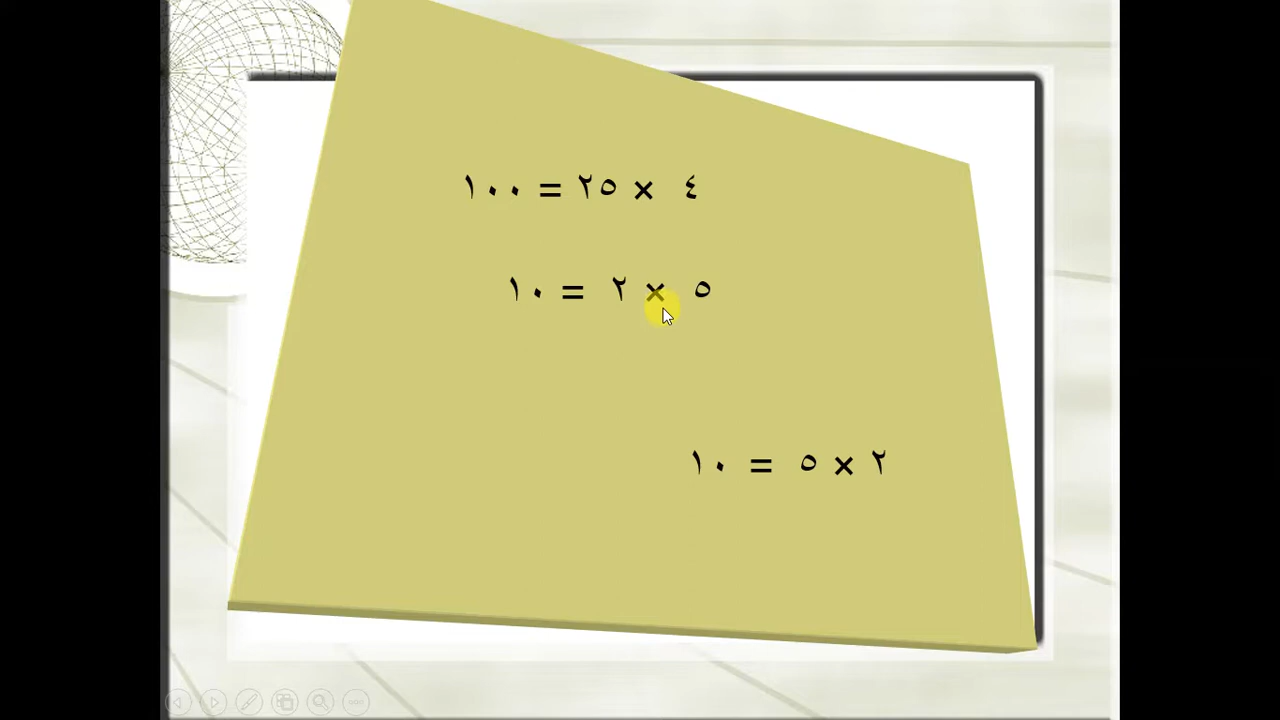 ٤ × ٢٥ = ١٠٠
٥ × ٢ = ١٠
٢ × ٥ = ١٠